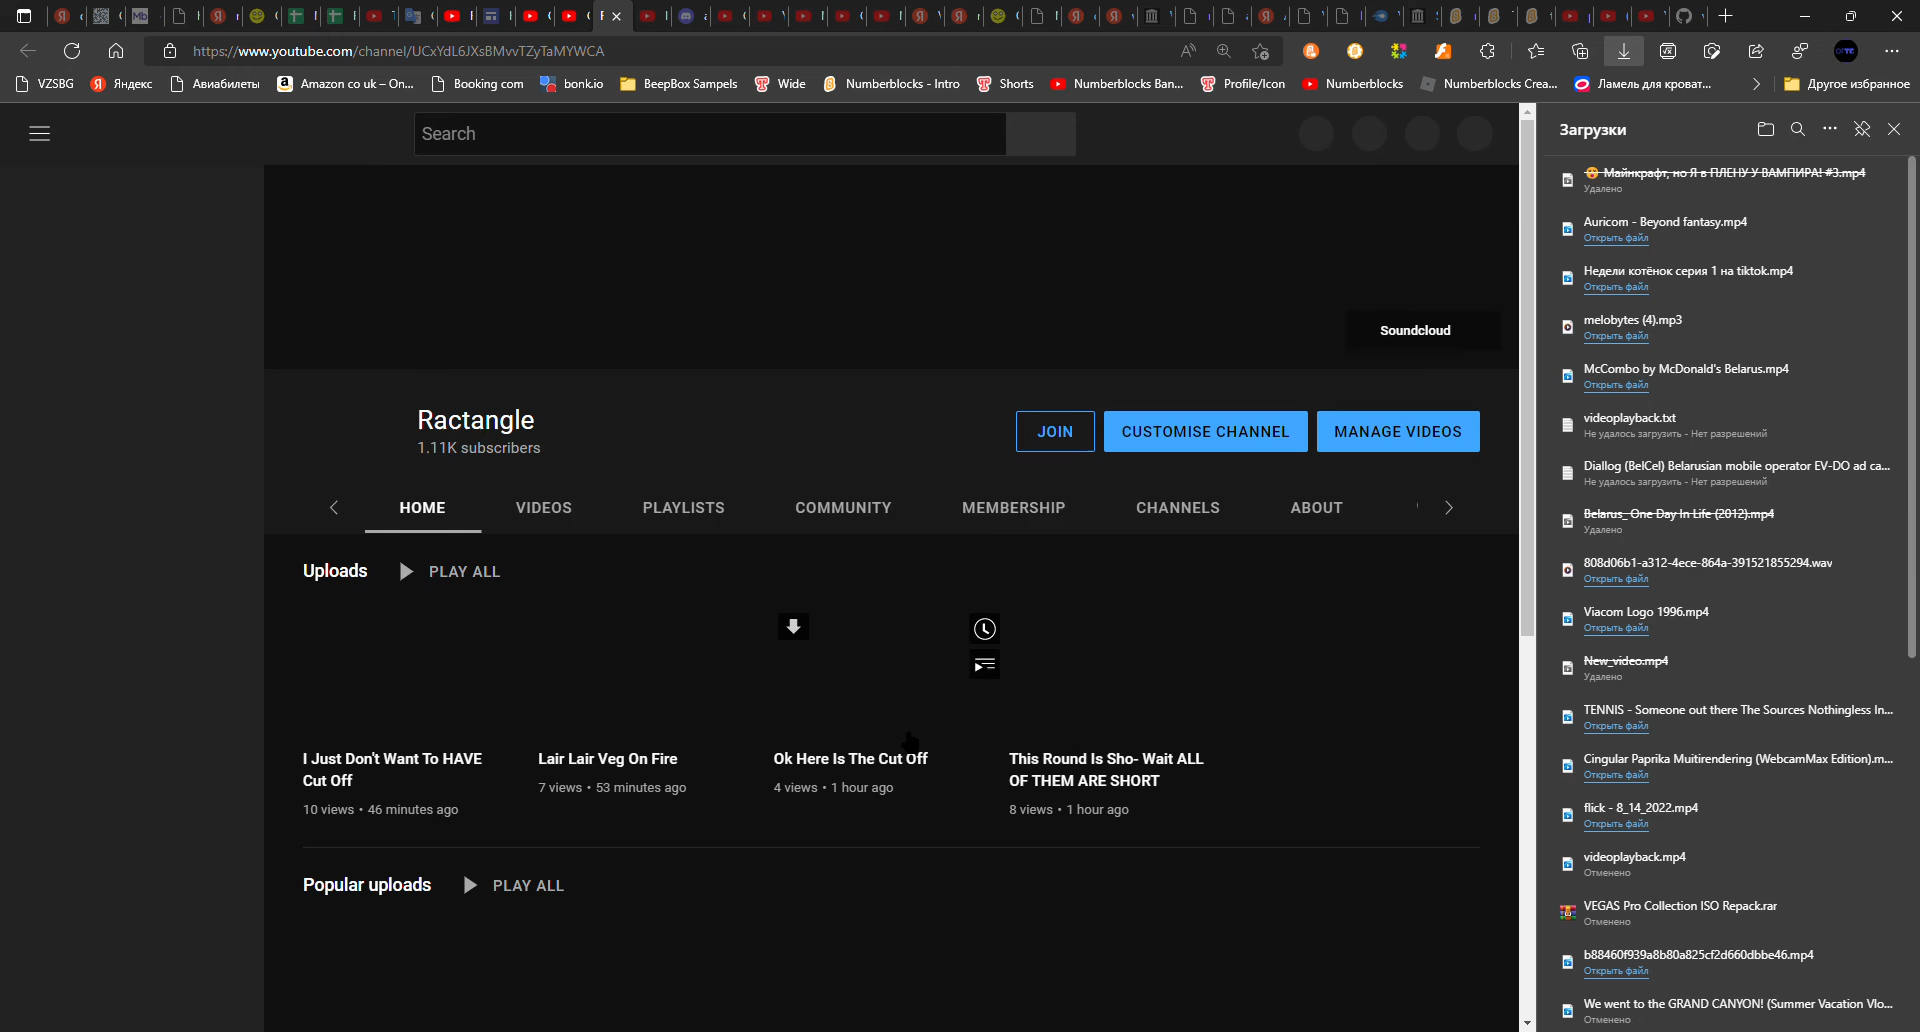 https://www.youtube.com/channel/UCxYdL6JXsBMvvTZyTaMYWCA
VZSBG
Яндекс
Авиабилеты
Amazon co uk – On...
Booking com
bonk.io
BeepBox Sampels
Wide
Numberblocks - Intro
Shorts
Numberblocks Ban...
Profile/Icon
Numberblocks
Numberblocks Crea...
Ламель для кроват...
Другое избранное
Search
Soundcloud
Ractangle
1.11K subscribers
JOIN
CUSTOMISE CHANNEL
MANAGE VIDEOS
HOME
VIDEOS
PLAYLISTS
COMMUNITY
MEMBERSHIP
CHANNELS
ABOUT
Uploads
PLAY ALL
I Just Don't Want To HAVE
Cut Off
10 views • 46 minutes ago
Lair Lair Veg On Fire
7 views • 53 minutes ago
Ok Here Is The Cut Off
4 views • 1 hour ago
This Round Is Sho- Wait ALL
OF THEM ARE SHORT
8 views • 1 hour ago
Popular uploads
PLAY ALL
Загрузки
Майнкрафт, но Я в ПЛЕНУ У ВАМПИРА! #3.mp4
Удалено
Auricom - Beyond fantasy.mp4
Открыть файл
Недели котёнок серия 1 на tiktok.mp4
Открыть файл
melobytes (4).mp3
Открыть файл
McCombo by McDonald's Belarus.mp4
Открыть файл
videoplayback.txt
Не удалось загрузить - Нет разрешений
Diallog (BelCel) Belarusian mobile operator EV-DO ad ca...
Не удалось загрузить - Нет разрешений
Belarus_ One Day In Life (2012).mp4
Удалено
808d06b1-a312-4ece-864a-391521855294.wav
Открыть файл
Viacom Logo 1996.mp4
Открыть файл
New_video.mp4
Удалено
TENNIS - Someone out there The Sources Nothingless In...
Открыть файл
Cingular Paprika Muitirendering (WebcamMax Edition).m...
Открыть файл
flick - 8_14_2022.mp4
Открыть файл
videoplayback.mp4
Отменено
VEGAS Pro Collection ISO Repack.rar
Отменено
b88460f939a8b80a825cf2d660dbbe46.mp4
Открыть файл
We went to the GRAND CANYON! (Summer Vacation Vlo...
Отменено